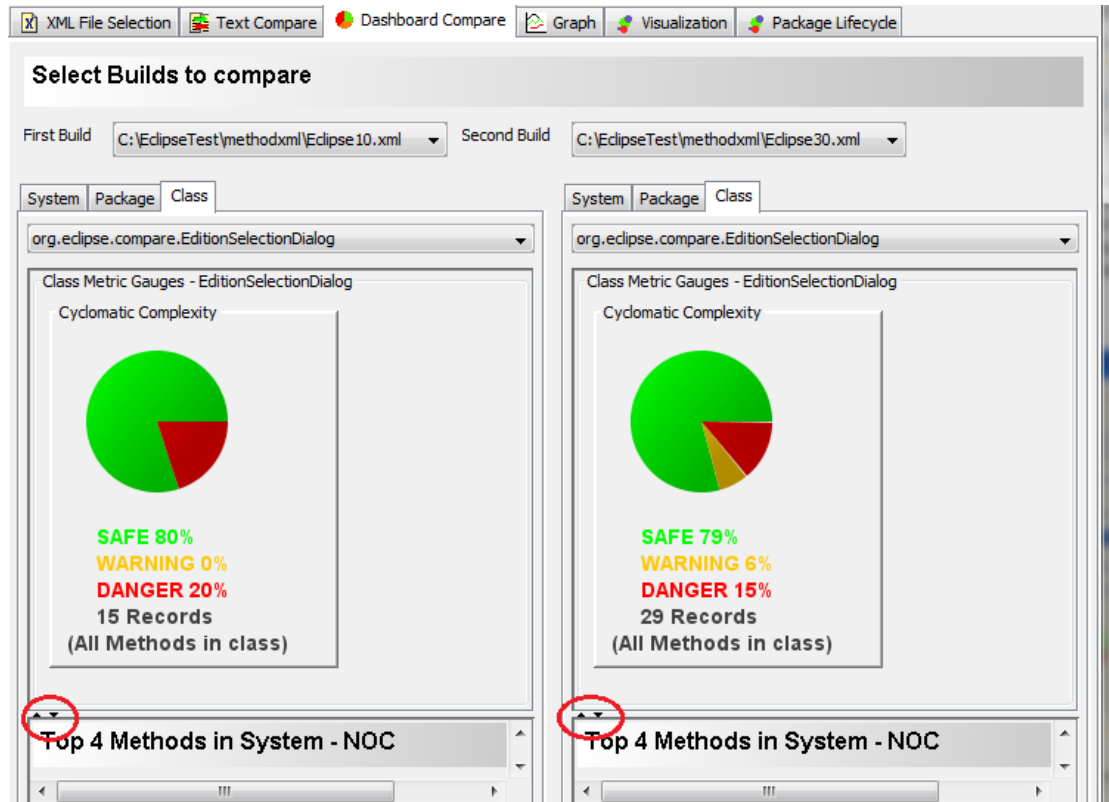 XML File Selection Text Compare Dashboard Compare Graph Visualization Package Lifecycle
Select Builds to compare
First Build C:\EclipseTest\methodxml\Eclipse10.xml Second Build C:\EclipseTest\methodxml\Eclipse30.xml
System Package Class
org.eclipse.compare.EditionSelectionDialog
Class Metric Gauges - EditionSelectionDialog
Cyclomatic Complexity
SAFE 80%
WARNING 0%
DANGER 20%
15 Records
(All Methods in class)
Top 4 Methods in System - NOC
System Package Class
org.eclipse.compare.EditionSelectionDialog
Class Metric Gauges - EditionSelectionDialog
Cyclomatic Complexity
SAFE 79%
WARNING 6%
DANGER 15%
29 Records
(All Methods in class)
Top 4 Methods in System - NOC